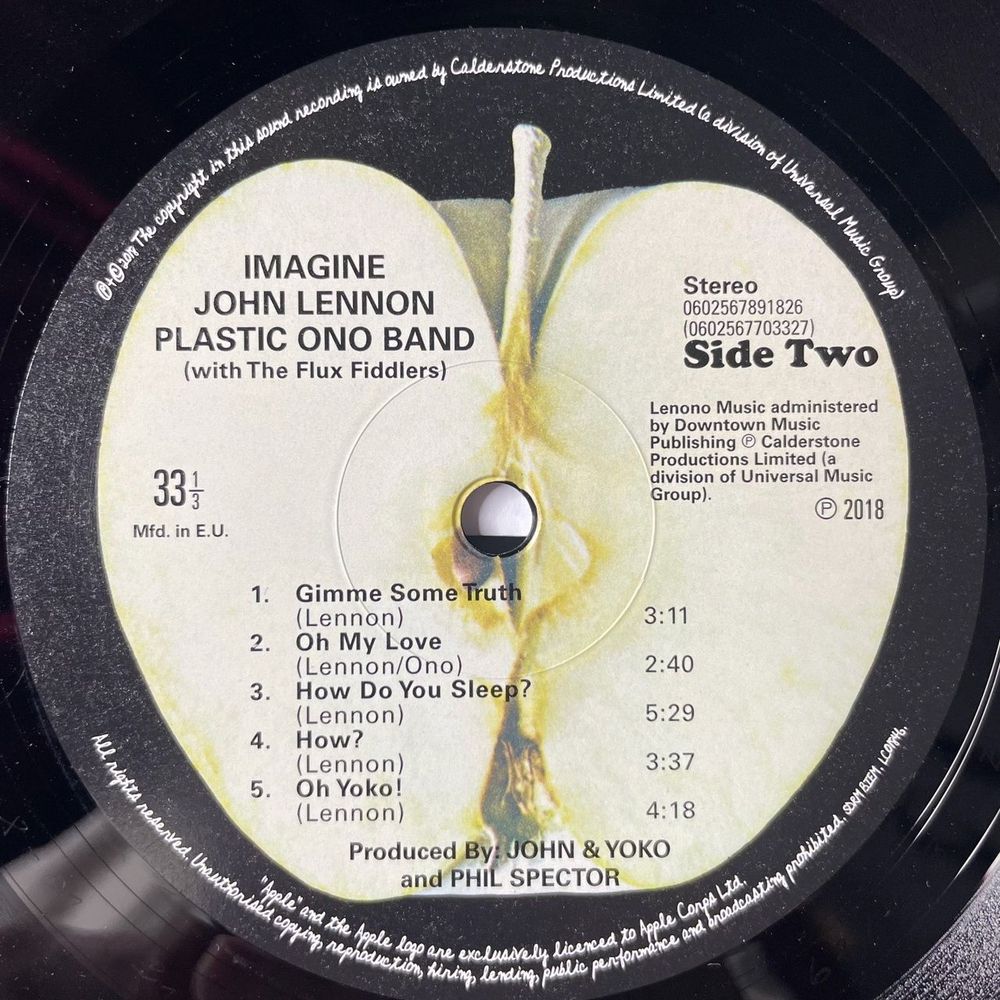 ℗+© 2018 The copyright in this sound recording is owned by Calderstone Productions Limited (a division of Universal Music Group)
IMAGINE
JOHN LENNON
PLASTIC ONO BAND
(with The Flux Fiddlers)
Stereo
0602567891826
(0602567703327)
Side Two
Lenono Music administered
by Downtown Music
Publishing ℗ Calderstone
Productions Limited (a
division of Universal Music
Group).
℗ 2018
33 1/3
Mfd. in E.U.
1. Gimme Some Truth
(Lennon) 3:11
2. Oh My Love
(Lennon/Ono) 2:40
3. How Do You Sleep?
(Lennon) 5:29
4. How?
(Lennon) 3:37
5. Oh Yoko!
(Lennon) 4:18
Produced By: JOHN & YOKO
and PHIL SPECTOR
"Apple" and the Apple logo are exclusively licenced to Apple Corps Ltd.
All rights reserved. Unauthorised copying, reproduction, hiring, lending, public performance and broadcasting prohibited. SDRM BIEM. LC01846.